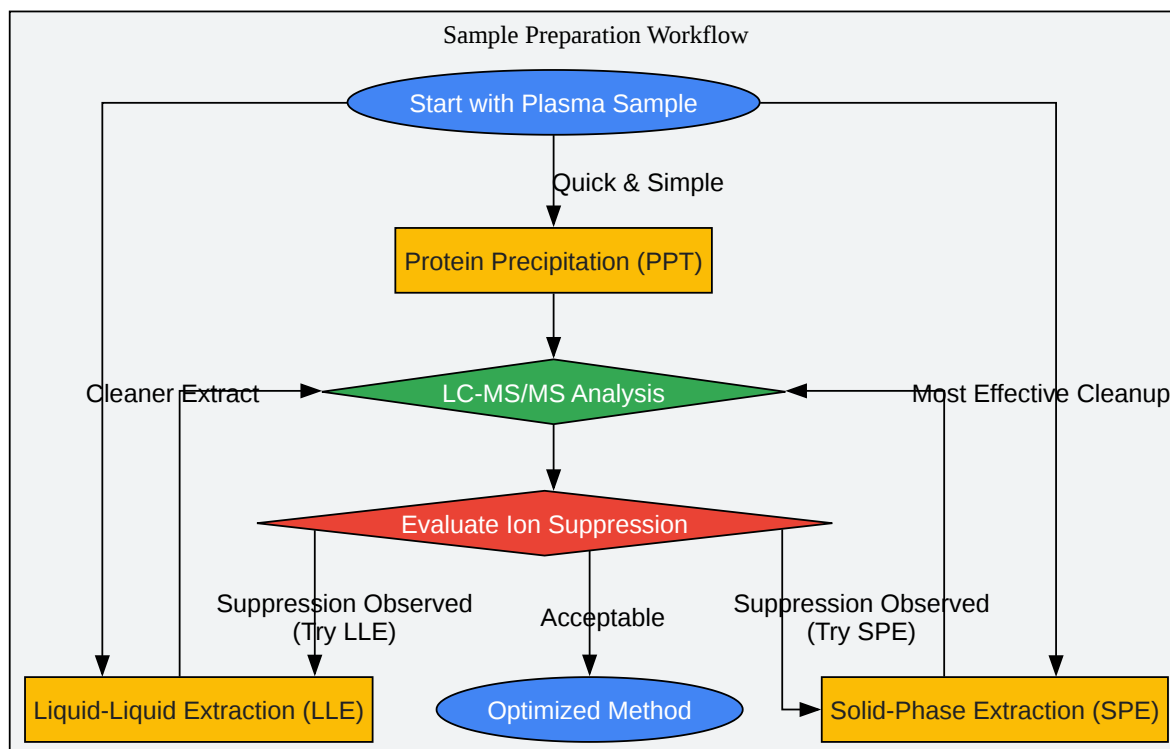 Sample Preparation Workflow
Start with Plasma Sample
Quick & Simple
Protein Precipitation (PPT)
Cleaner Extract
LC-MS/MS Analysis
Most Effective Cleanup
Evaluate Ion Suppression
Suppression Observed
(Try LLE)
Acceptable
Suppression Observed
(Try SPE)
Liquid-Liquid Extraction (LLE)
Optimized Method
Solid-Phase Extraction (SPE)